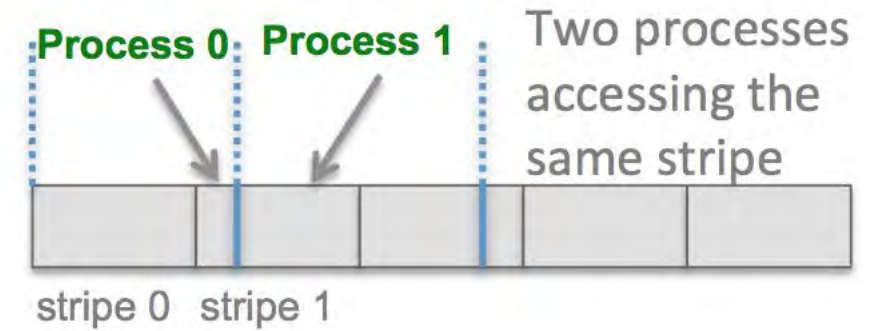 Process 0
Process 1
Two processes
accessing the
same stripe
stripe 0
stripe 1